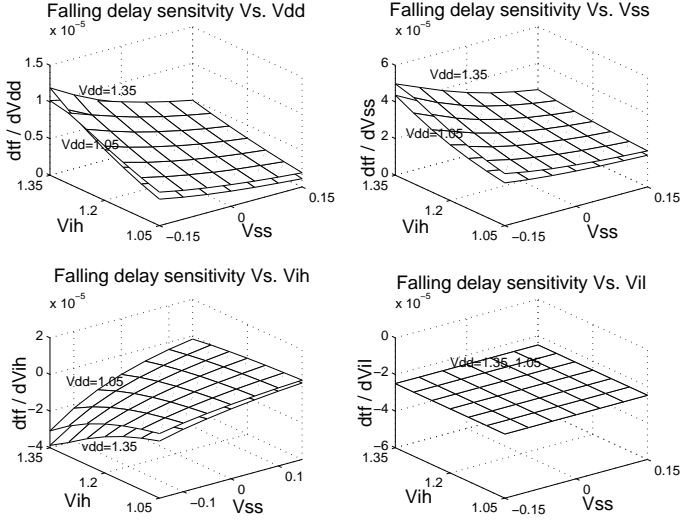 Falling delay sensitivity Vs. Vdd
x 10⁻⁵
1.5
1
0.5
0
dtf / dVdd
Vdd=1.35
Vdd=1.05
1.35
1.2
1.05
Vih
−0.15
0
0.15
Vss
Falling delay sensitivity Vs. Vss
x 10⁻⁵
6
4
2
0
dtf / dVss
Vdd=1.35
Vdd=1.05
1.35
1.2
1.05
Vih
−0.15
0
0.15
Vss
Falling delay sensitivity Vs. Vih
x 10⁻⁵
2
0
−2
−4
dtf / dVih
Vdd=1.05
vdd=1.35
1.35
1.2
1.05
Vih
−0.1
0
0.1
Vss
Falling delay sensitivity Vs. Vil
x 10⁻⁵
0
−2
−4
−6
dtf / dVil
Vdd=1.35, 1.05
1.35
1.2
1.05
Vih
−0.15
0
0.15
Vss